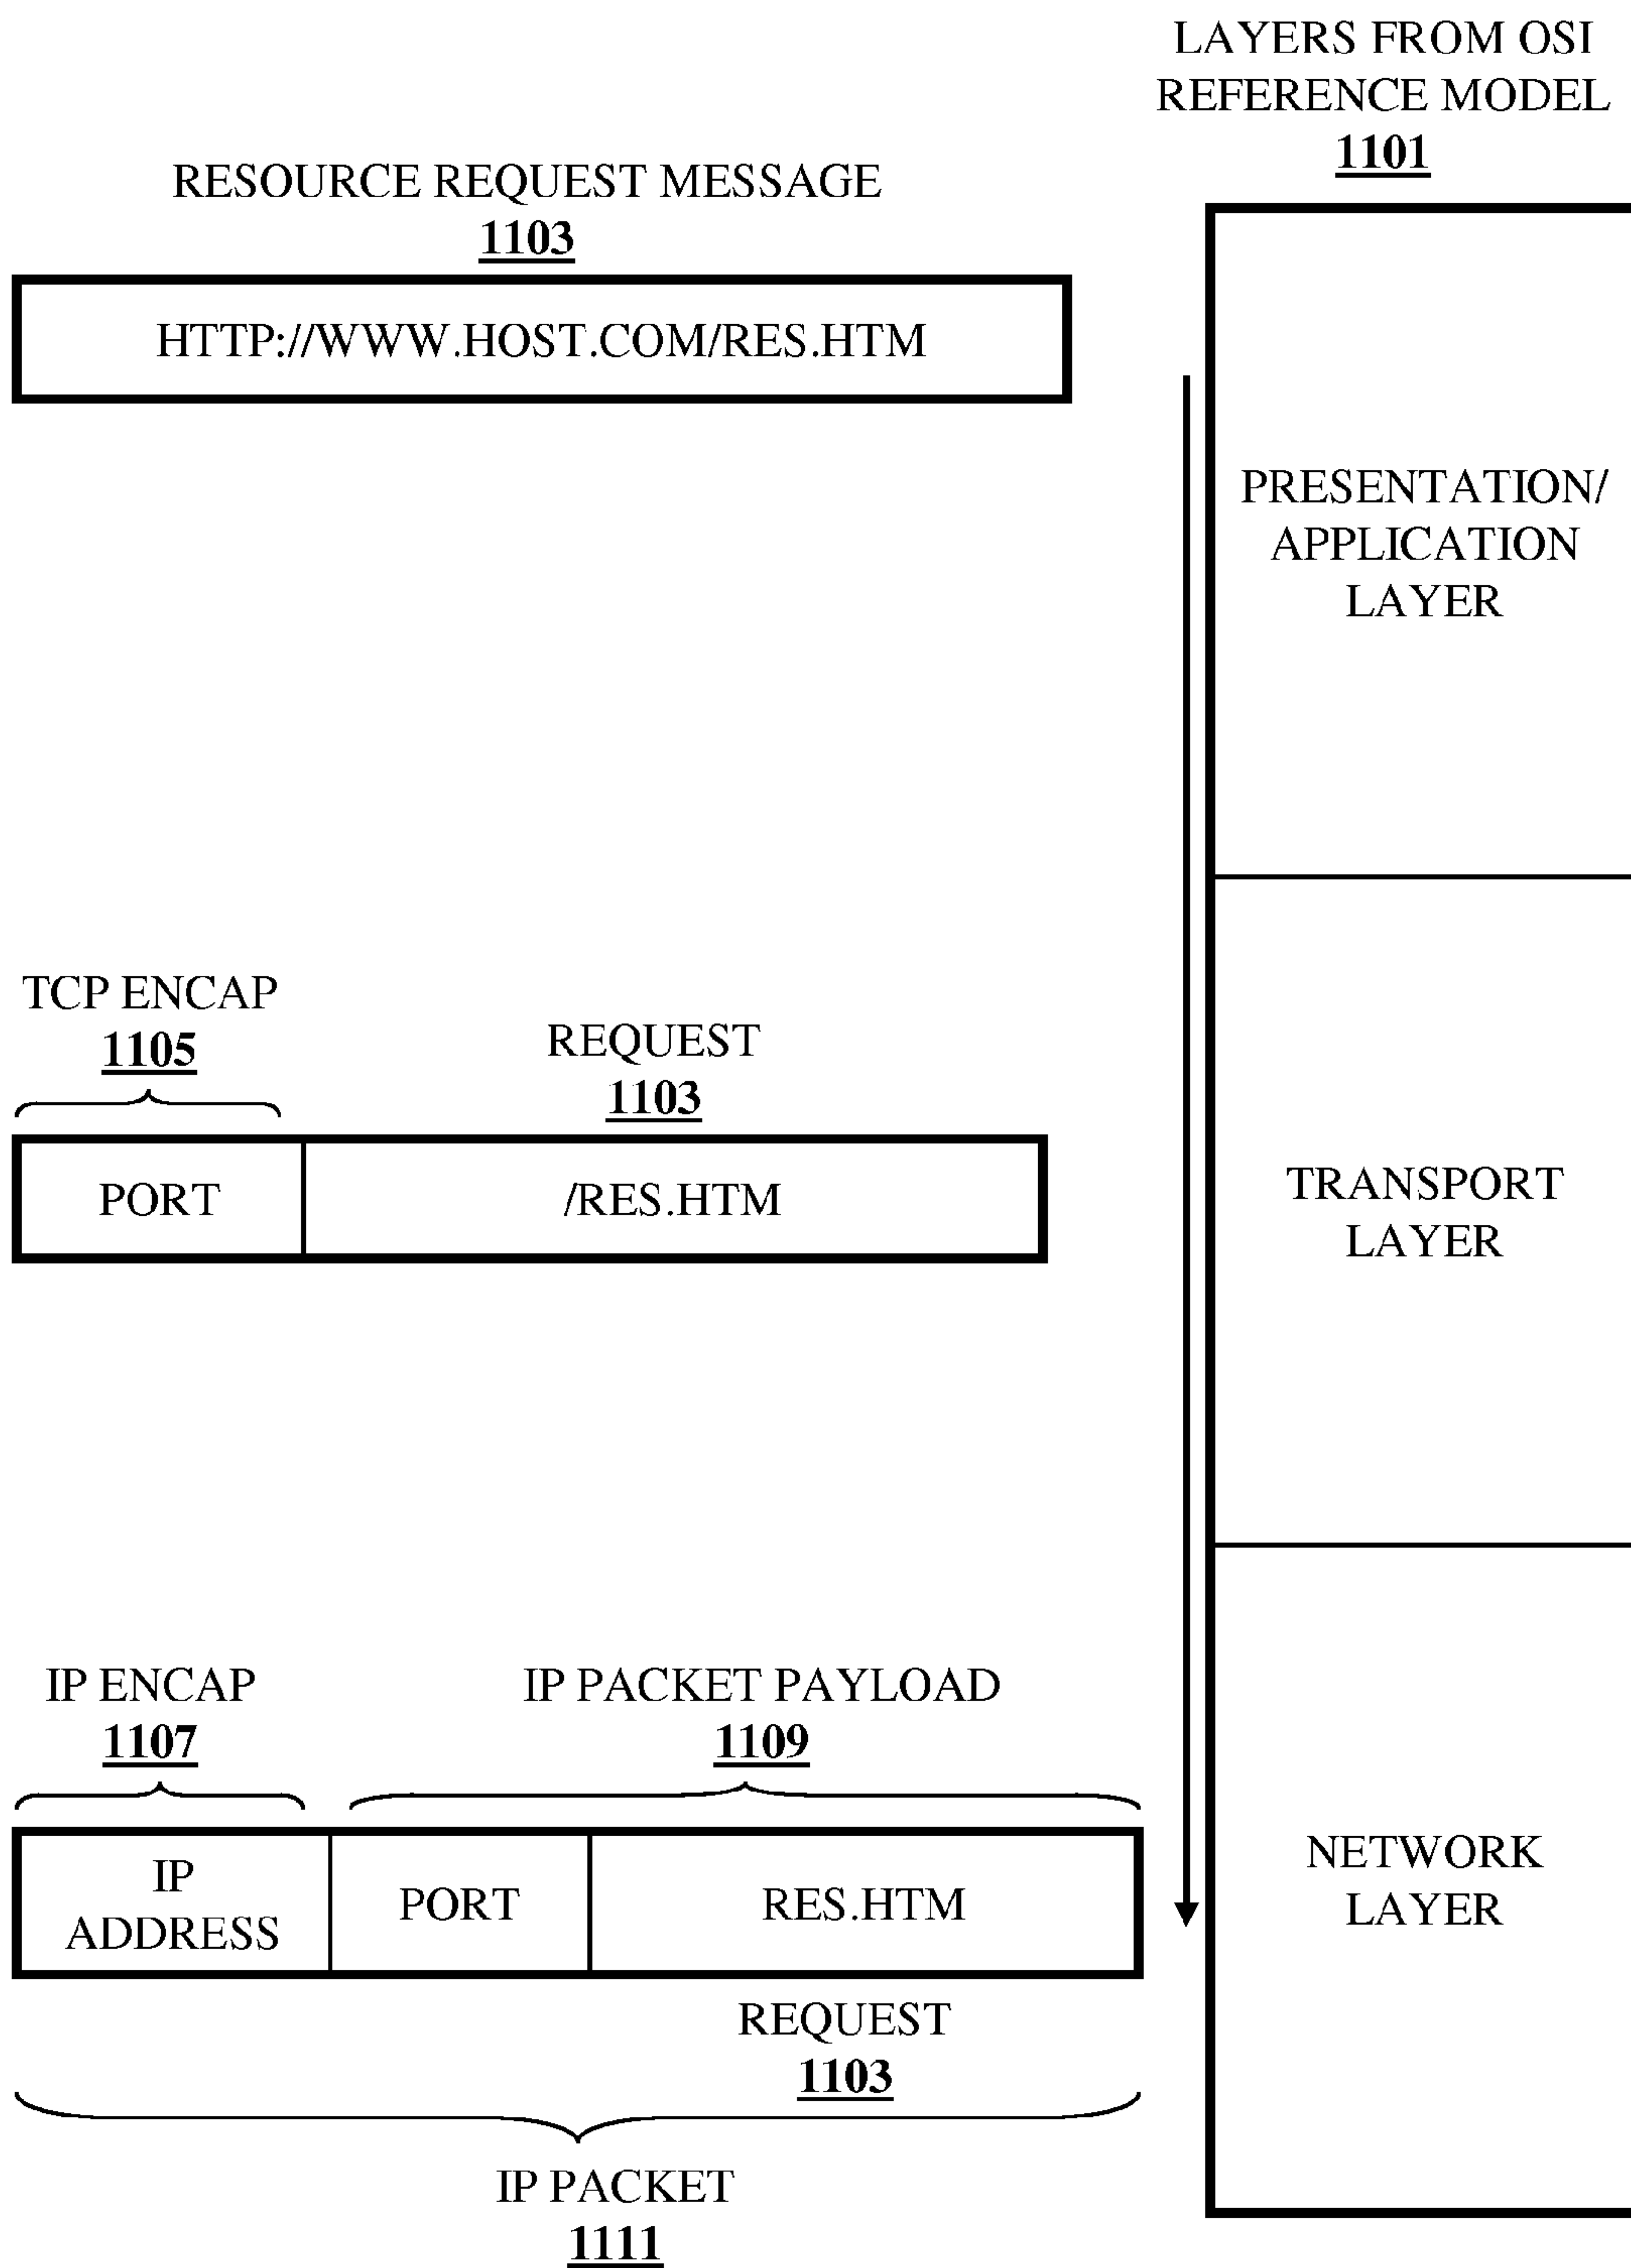 LAYERS FROM OSI
REFERENCE MODEL
1101
RESOURCE REQUEST MESSAGE
1103
HTTP://WWW.HOST.COM/RES.HTM
PRESENTATION/
APPLICATION
LAYER
TCP ENCAP
1105
REQUEST
1103
PORT
/RES.HTM
TRANSPORT
LAYER
IP ENCAP
1107
IP PACKET PAYLOAD
1109
IP
ADDRESS
PORT
RES.HTM
NETWORK
LAYER
REQUEST
1103
IP PACKET
1111